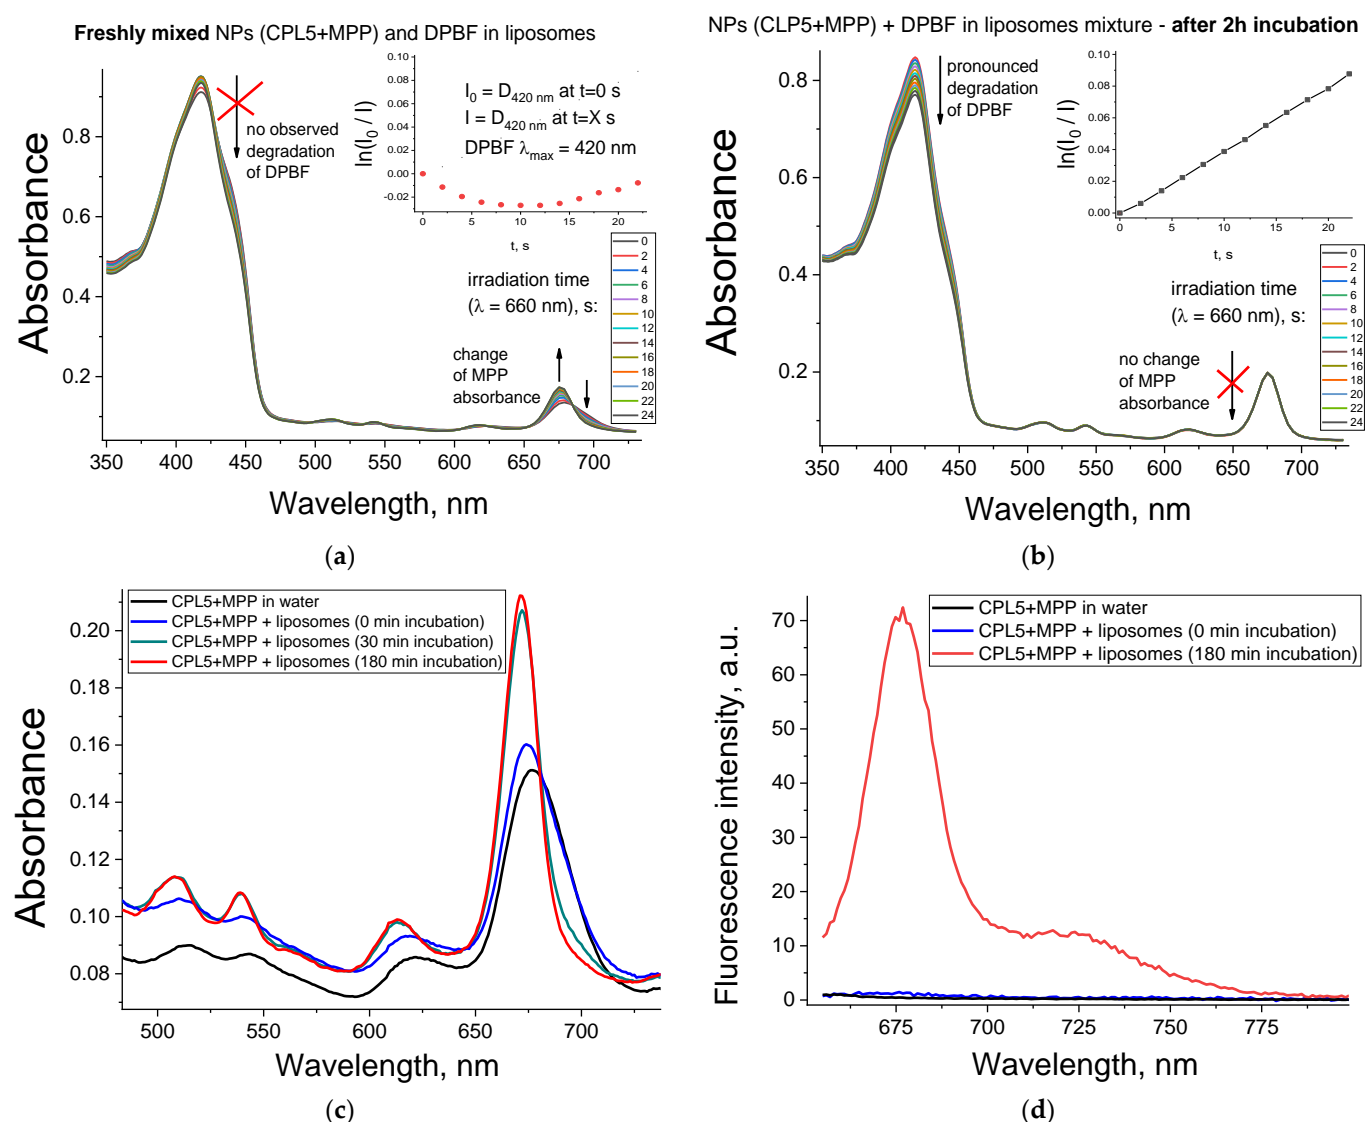 Freshly mixed NPs (CPL5+MPP) and DPBF in liposomes
Absorbance
0.8
0.6
0.4
0.2
350 400 450 500 550 600 650 700
Wavelength, nm
no observed
degradation
of DPBF
ln(I₀ / I)
0.10
0.08
0.06
0.04
0.02
0.00
-0.02
0 5 10 15 20
t, s
I₀ = D₄₂₀ ₙₘ at t=0 s
I = D₄₂₀ ₙₘ at t=X s
DPBF λₘₐₓ = 420 nm
irradiation time
(λ = 660 nm), s:
0
2
4
6
8
10
12
14
16
18
20
22
24
change
of MPP
absorbance
(a)
NPs (CLP5+MPP) + DPBF in liposomes mixture - after 2h incubation
Absorbance
0.8
0.6
0.4
0.2
350 400 450 500 550 600 650 700
Wavelength, nm
pronounced
degradation
of DPBF
ln(I₀ / I)
0.10
0.08
0.06
0.04
0.02
0.00
0 5 10 15 20
t, s
irradiation time
(λ = 660 nm), s:
0
2
4
6
8
10
12
14
16
18
20
22
24
no change
of MPP
absorbance
(b)
CPL5+MPP in water
CPL5+MPP + liposomes (0 min incubation)
CPL5+MPP + liposomes (30 min incubation)
CPL5+MPP + liposomes (180 min incubation)
Absorbance
0.20
0.18
0.16
0.14
0.12
0.10
0.08
500 550 600 650 700
Wavelength, nm
(c)
CPL5+MPP in water
CPL5+MPP + liposomes (0 min incubation)
CPL5+MPP + liposomes (180 min incubation)
Fluorescence intensity, a.u.
70
60
50
40
30
20
10
0
675 700 725 750 775
Wavelength, nm
(d)